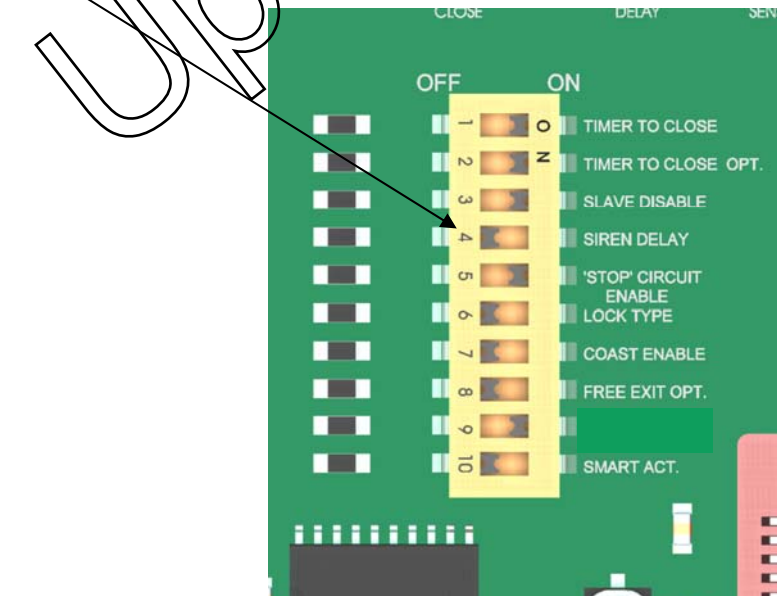 Up
CLOSE DELAY
OFF ON
1 O TIMER TO CLOSE
2 N TIMER TO CLOSE OPT.
3 SLAVE DISABLE
4 SIREN DELAY
5 'STOP' CIRCUIT
ENABLE
6 LOCK TYPE
7 COAST ENABLE
8 FREE EXIT OPT.
9
10 SMART ACT.